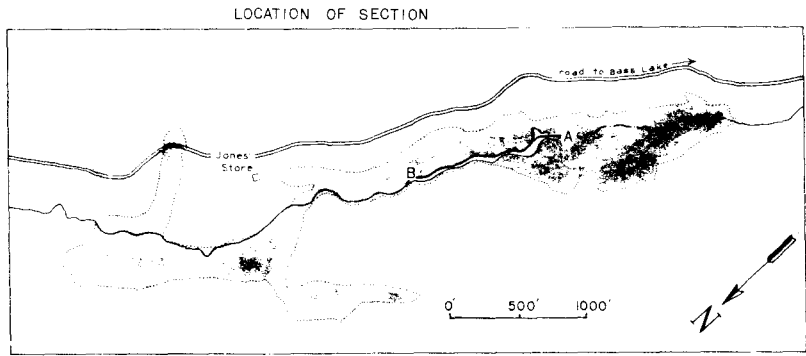 LOCATION OF SECTION
road to Bass Lake
Jones'
Store
A
B
0' 500' 1000'
N